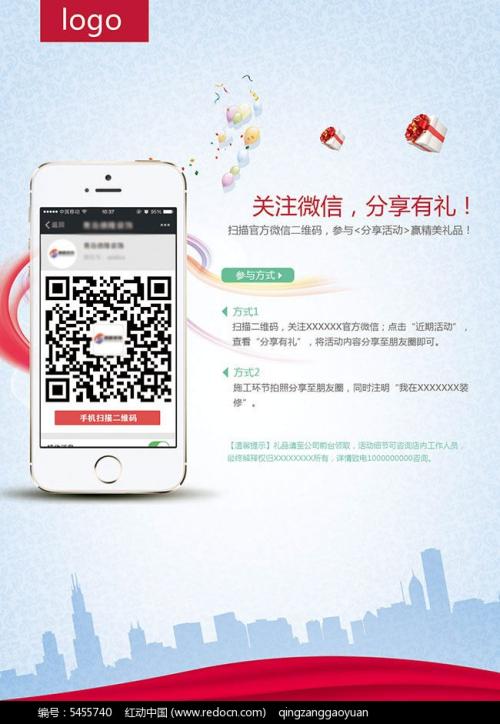 logo
关注微信，分享有礼！
扫描官方微信二维码，参与<分享活动>赢精美礼品！
中国移动 10:37 95%
返回
参与方式
方式1
扫描二维码，关注XXXXXX官方微信；点击“近期活动”，
查看“分享有礼”，将活动内容分享至朋友圈即可。
方式2
施工环节拍照分享至朋友圈，同时注明“我在XXXXXXX装
修”。
手机扫描二维码
【温馨提示】礼品请至公司前台领取，活动细节可咨询店内工作人员，
最终解释权归XXXXXXXX所有，详情致电1000000000咨询。
编号：5455740 红动中国 (www.redocn.com) qingzanggaoyuan